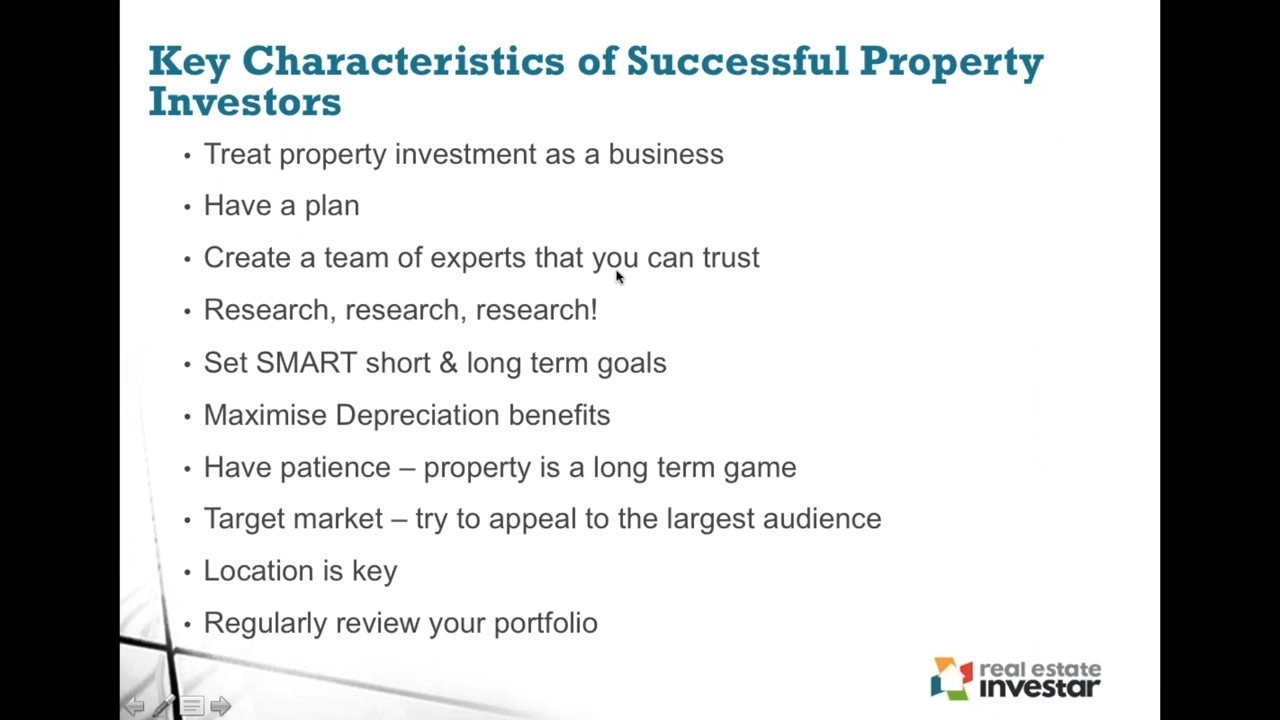 Key Characteristics of Successful Property
Investors
• Treat property investment as a business
• Have a plan
• Create a team of experts that you can trust
• Research, research, research!
• Set SMART short & long term goals
• Maximise Depreciation benefits
• Have patience – property is a long term game
• Target market – try to appeal to the largest audience
• Location is key
• Regularly review your portfolio
real estate
investar